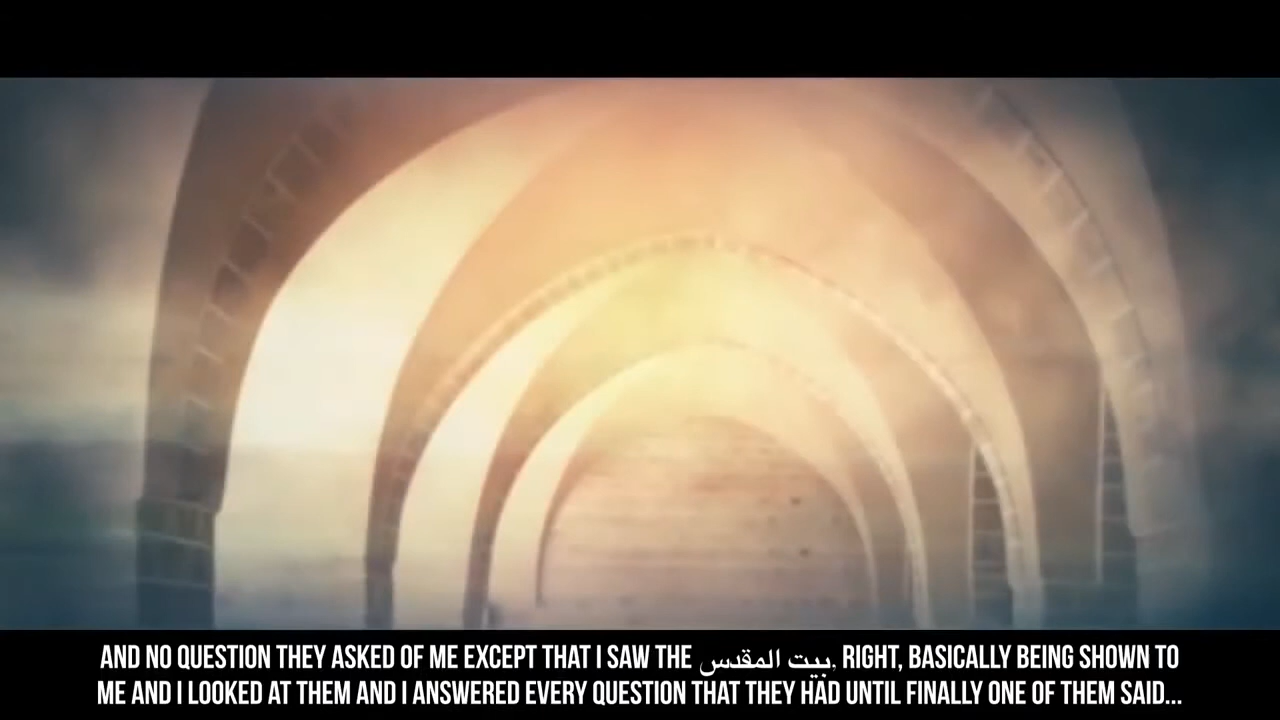 AND NO QUESTION THEY ASKED OF ME EXCEPT THAT I SAW THE بيت المقدس, RIGHT, BASICALLY BEING SHOWN TO
ME AND I LOOKED AT THEM AND I ANSWERED EVERY QUESTION THAT THEY HAD UNTIL FINALLY ONE OF THEM SAID...